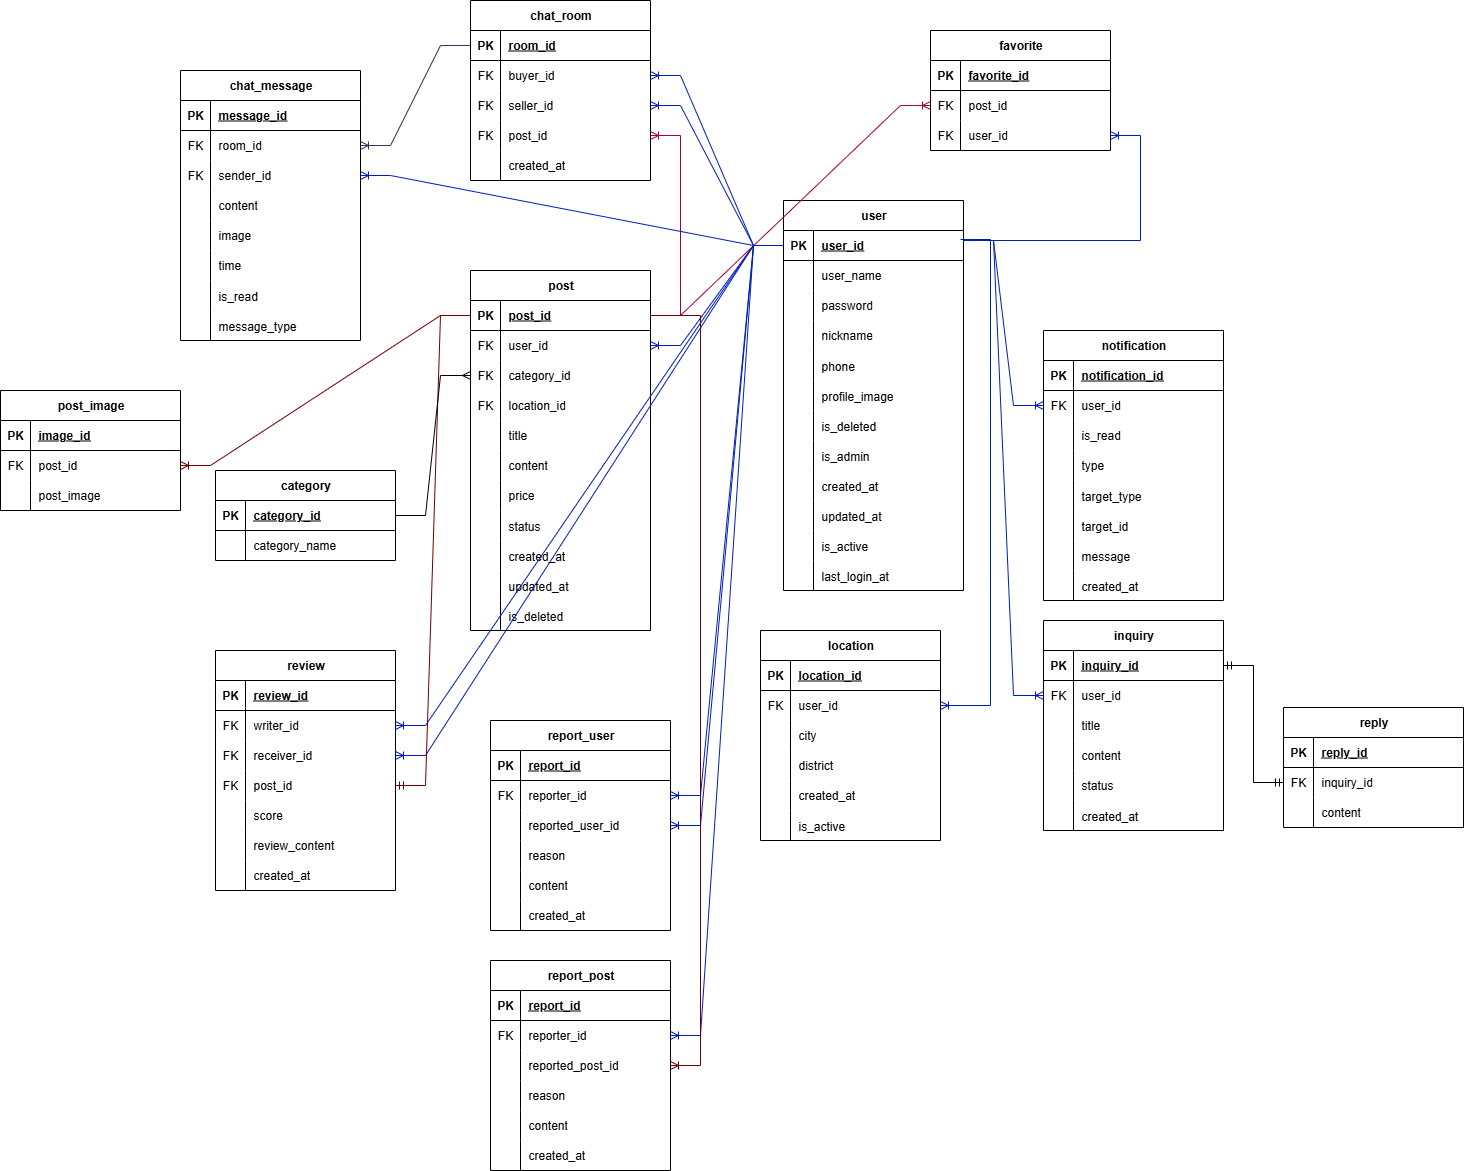 chat_room
PK room_id
FK buyer_id
FK seller_id
FK post_id
created_at
favorite
PK favorite_id
FK post_id
FK user_id
chat_message
PK message_id
FK room_id
FK sender_id
content
image
time
is_read
message_type
user
PK user_id
user_name
password
nickname
phone
profile_image
is_deleted
is_admin
created_at
updated_at
is_active
last_login_at
post
PK post_id
FK user_id
FK category_id
FK location_id
title
content
price
status
created_at
updated_at
is_deleted
notification
PK notification_id
FK user_id
is_read
type
target_type
target_id
message
created_at
post_image
PK image_id
FK post_id
post_image
category
PK category_id
category_name
review
PK review_id
FK writer_id
FK receiver_id
FK post_id
score
review_content
created_at
location
PK location_id
FK user_id
city
district
created_at
is_active
inquiry
PK inquiry_id
FK user_id
title
content
status
created_at
reply
PK reply_id
FK inquiry_id
content
report_user
PK report_id
FK reporter_id
reported_user_id
reason
content
created_at
report_post
PK report_id
FK reporter_id
reported_post_id
reason
content
created_at